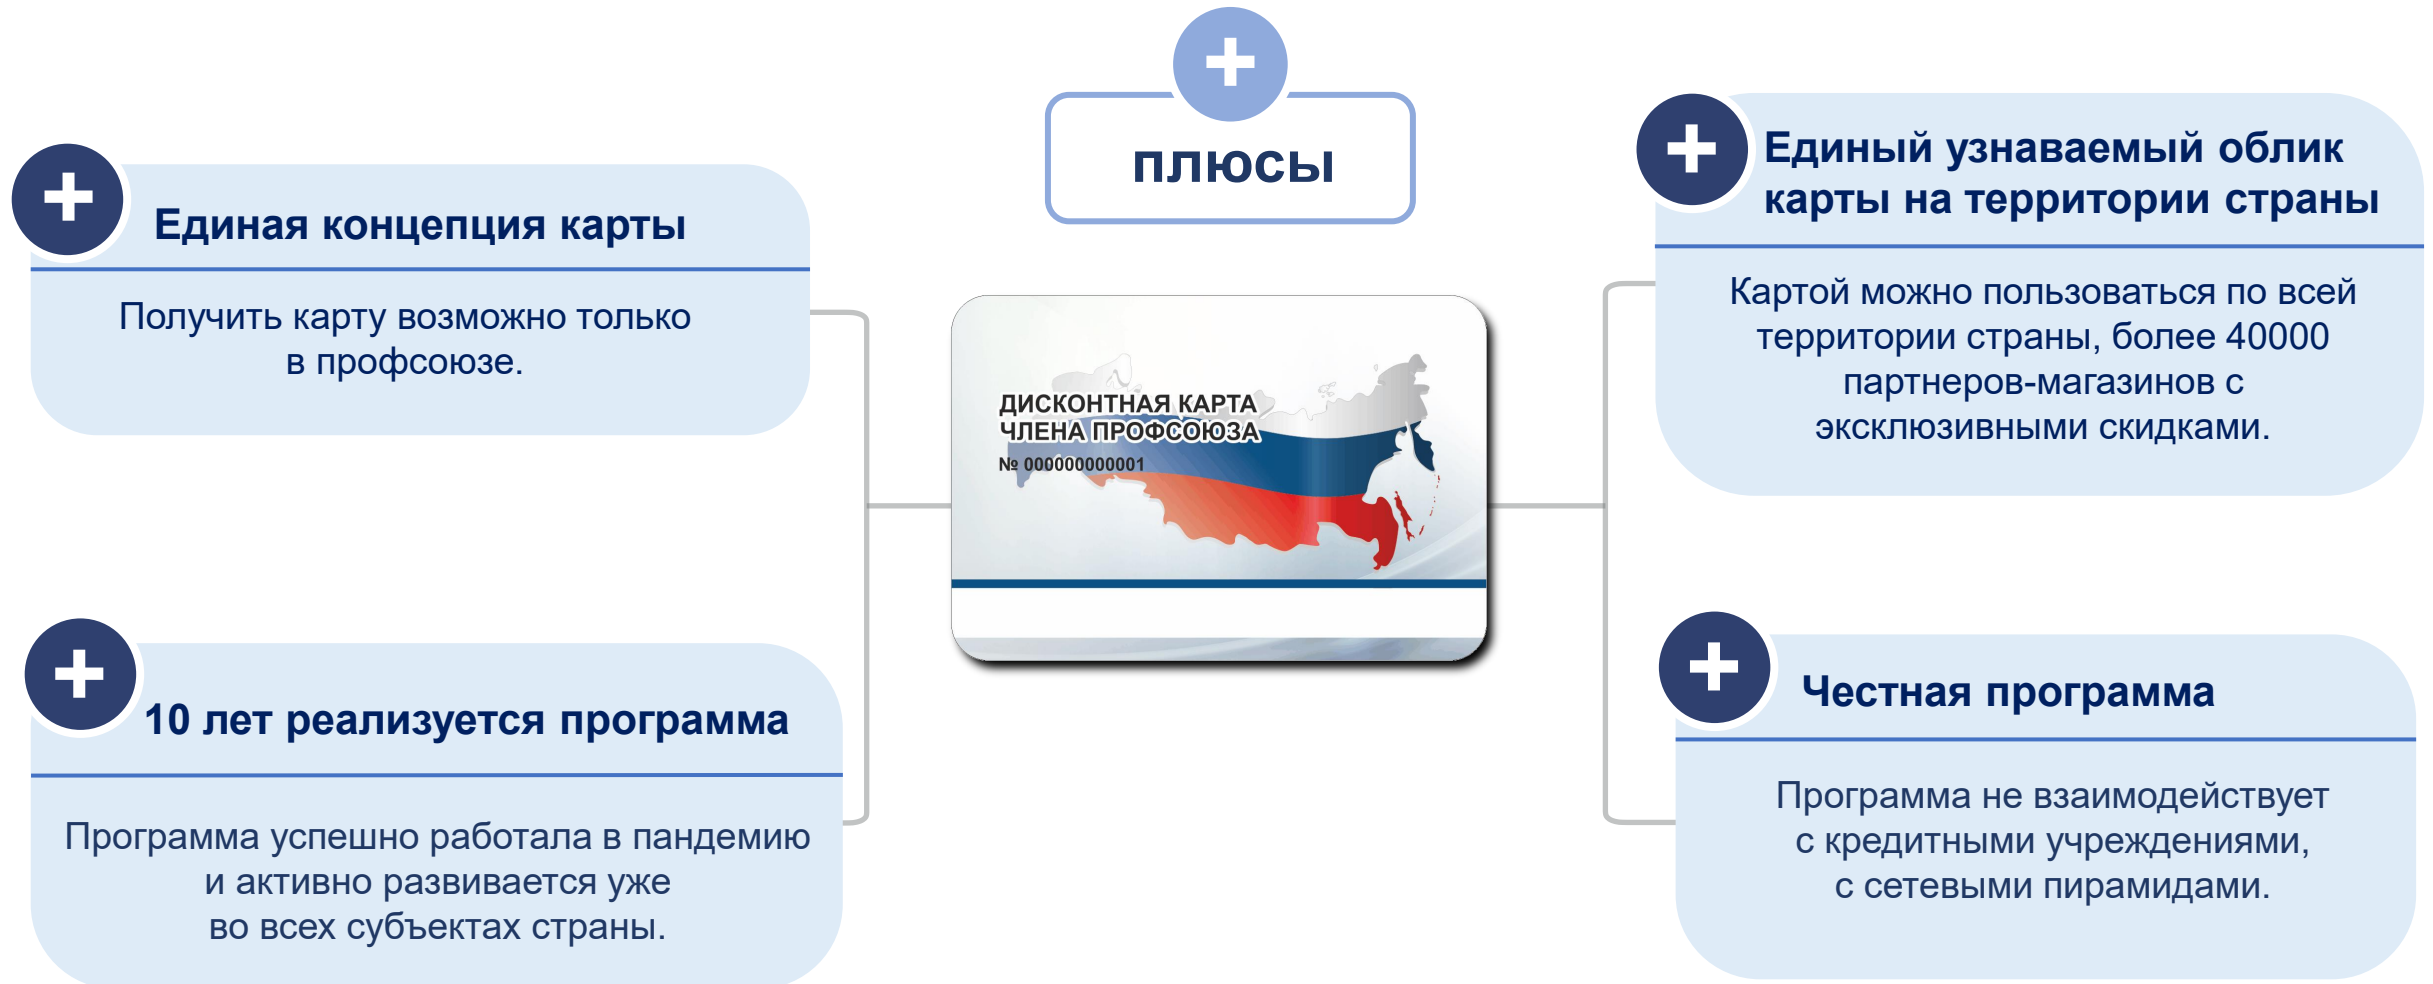 плюсы
Единая концепция карты
Получить карту возможно только
в профсоюзе.
10 лет реализуется программа
Программа успешно работала в пандемию
и активно развивается уже
во всех субъектах страны.
ДИСКОНТНАЯ КАРТА
ЧЛЕНА ПРОФСОЮЗА
№ 000000000001
Единый узнаваемый облик
карты на территории страны
Картой можно пользоваться по всей
территории страны, более 40000
партнеров-магазинов с
эксклюзивными скидками.
Честная программа
Программа не взаимодействует
с кредитными учреждениями,
с сетевыми пирамидами.